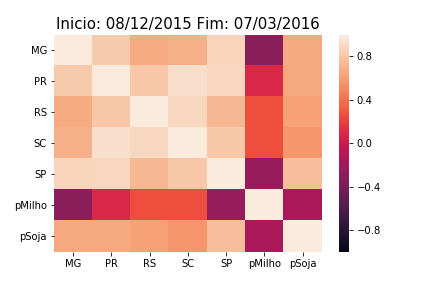 Inicio: 08/12/2015 Fim: 07/03/2016
MG
PR
RS
SC
SP
pMilho
pSoja
MG PR RS SC SP pMilho pSoja
0.8
0.4
0.0
−0.4
−0.8